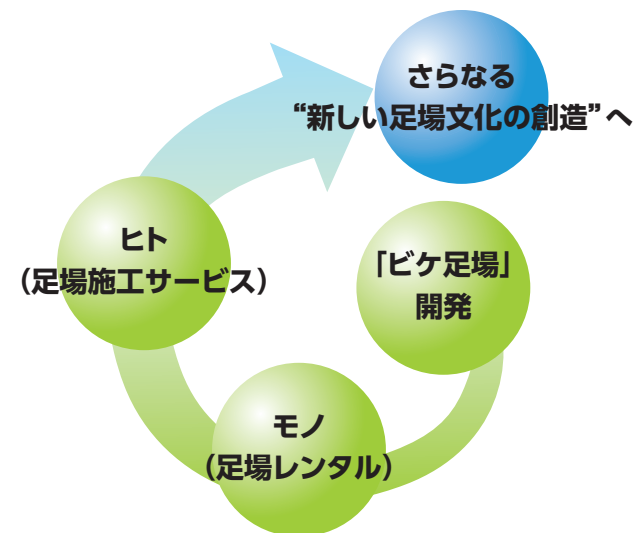 さらなる
“新しい足場文化の創造”へ
ヒト
（足場施工サービス）
「ビケ足場」
開発
モノ
（足場レンタル）